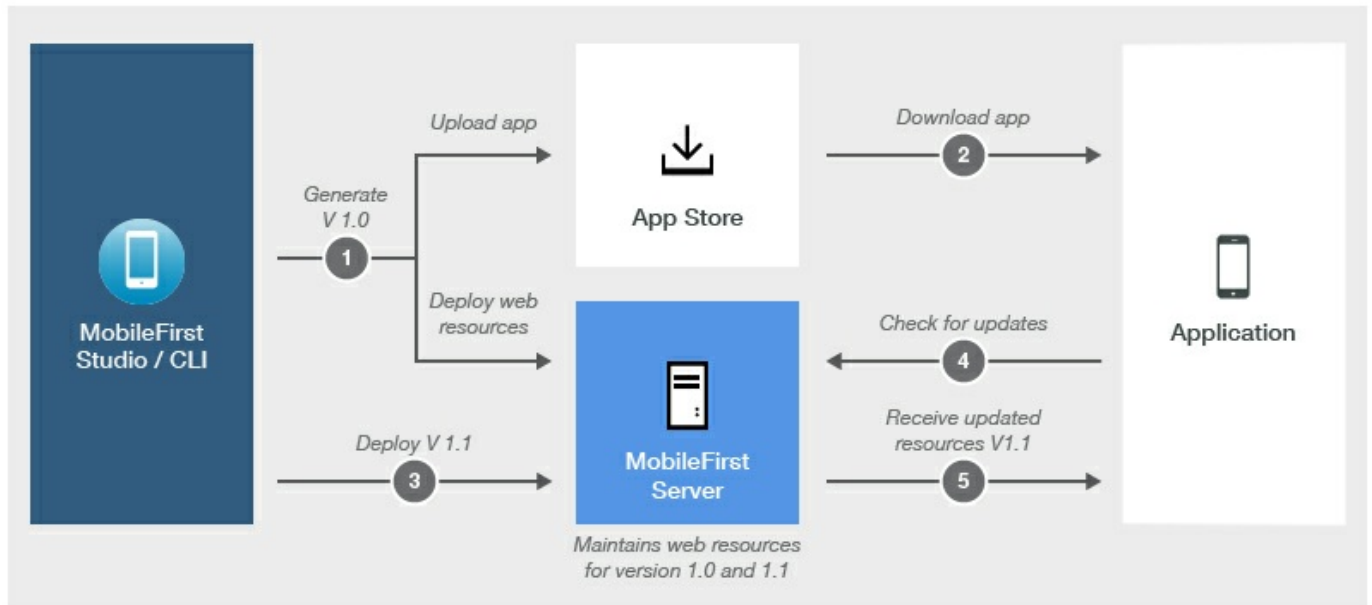 Upload app
Generate
V 1.0
1
Deploy web
resources
MobileFirst
Studio / CLI
Deploy V 1.1
3
App Store
MobileFirst
Server
Maintains web resources
for version 1.0 and 1.1
Download app
2
Check for updates
4
Receive updated
resources V1.1
5
Application